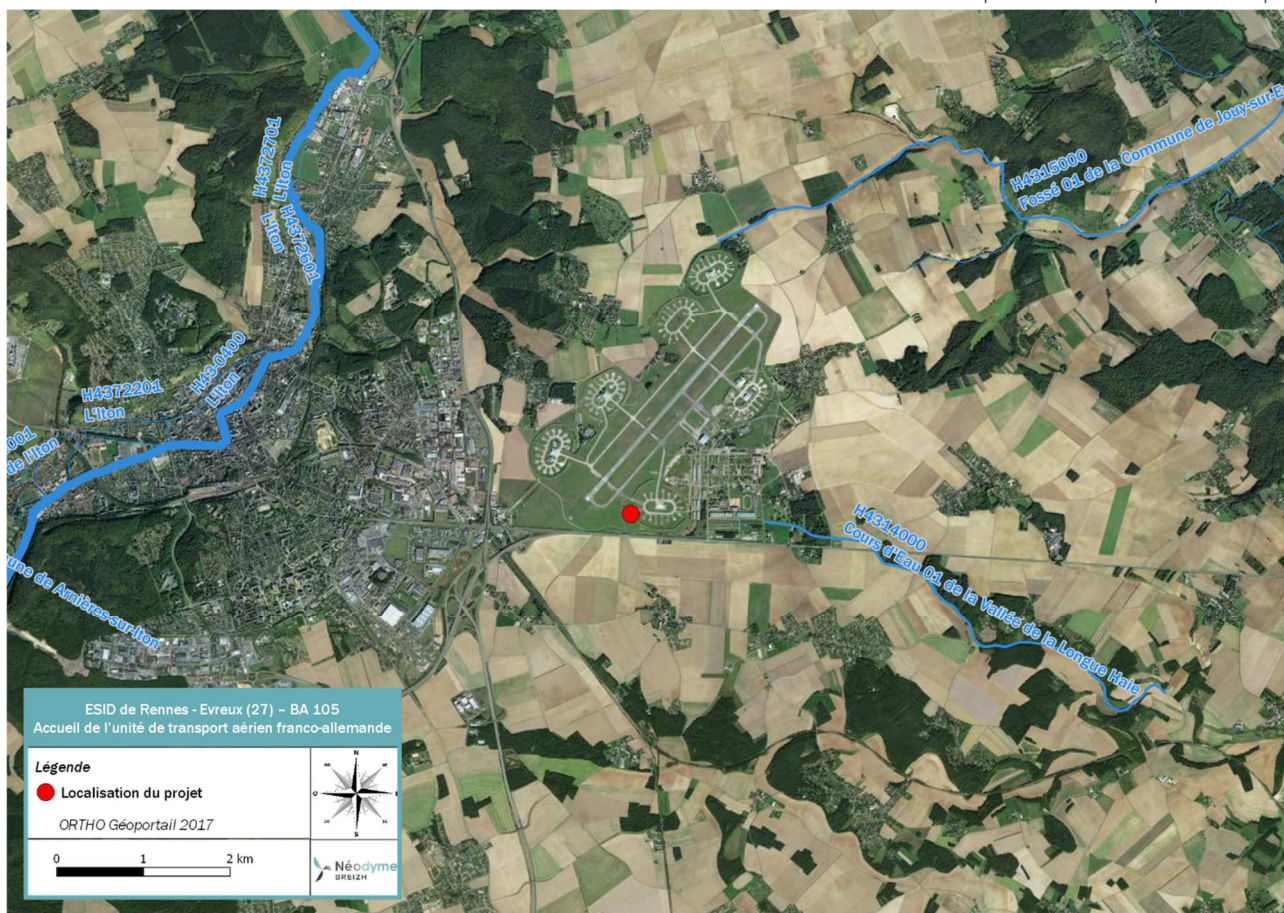 H4372701
L'Iton
L'Iton
H4372601
H43-0400
L'Iton
H4372201
L'Iton
001
de l'Iton
une de Arnières-sur-Iton
H4315000
Fossé 01 de la Commune de Jouy-sur-E
H4314000
Cours d'Eau 01 de la Vallée de la Longue Haie
ESID de Rennes - Evreux (27) – BA 105
Accueil de l'unité de transport aérien franco-allemande
Légende
Localisation du projet
ORTHO Géoportail 2017
0 1 2 km
N
O
S
Néodyme
BREIZH